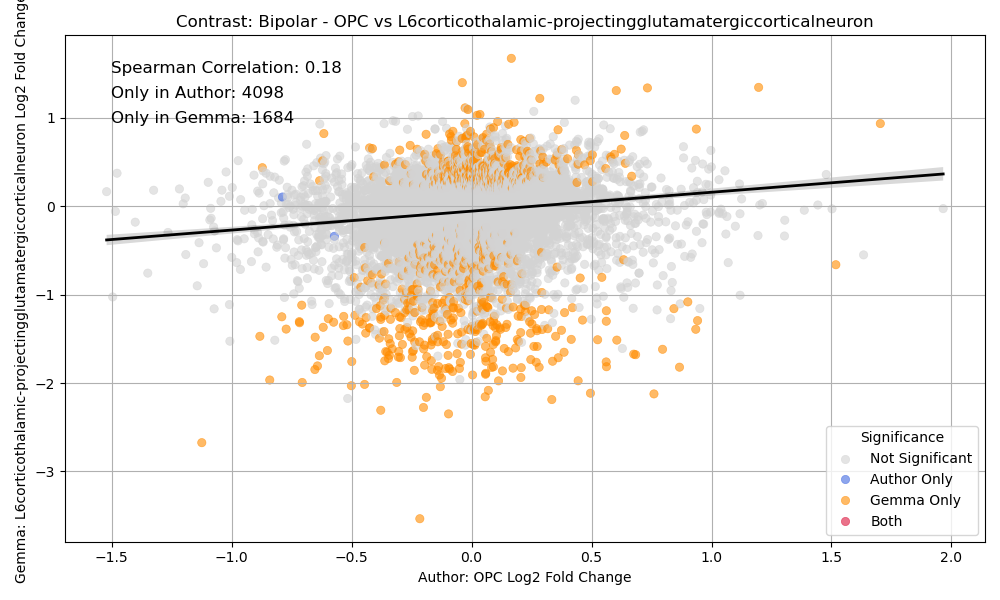 Contrast: Bipolar - OPC vs L6corticothalamic-projectingglutamatergiccorticalneuron
Spearman Correlation: 0.18
Only in Author: 4098
Only in Gemma: 1684
Gemma: L6corticothalamic-projectingglutamatergiccorticalneuron Log2 Fold Change
1
0
−1
−2
−3
Significance
Not Significant
Author Only
Gemma Only
Both
−1.5 −1.0 −0.5 0.0 0.5 1.0 1.5 2.0
Author: OPC Log2 Fold Change